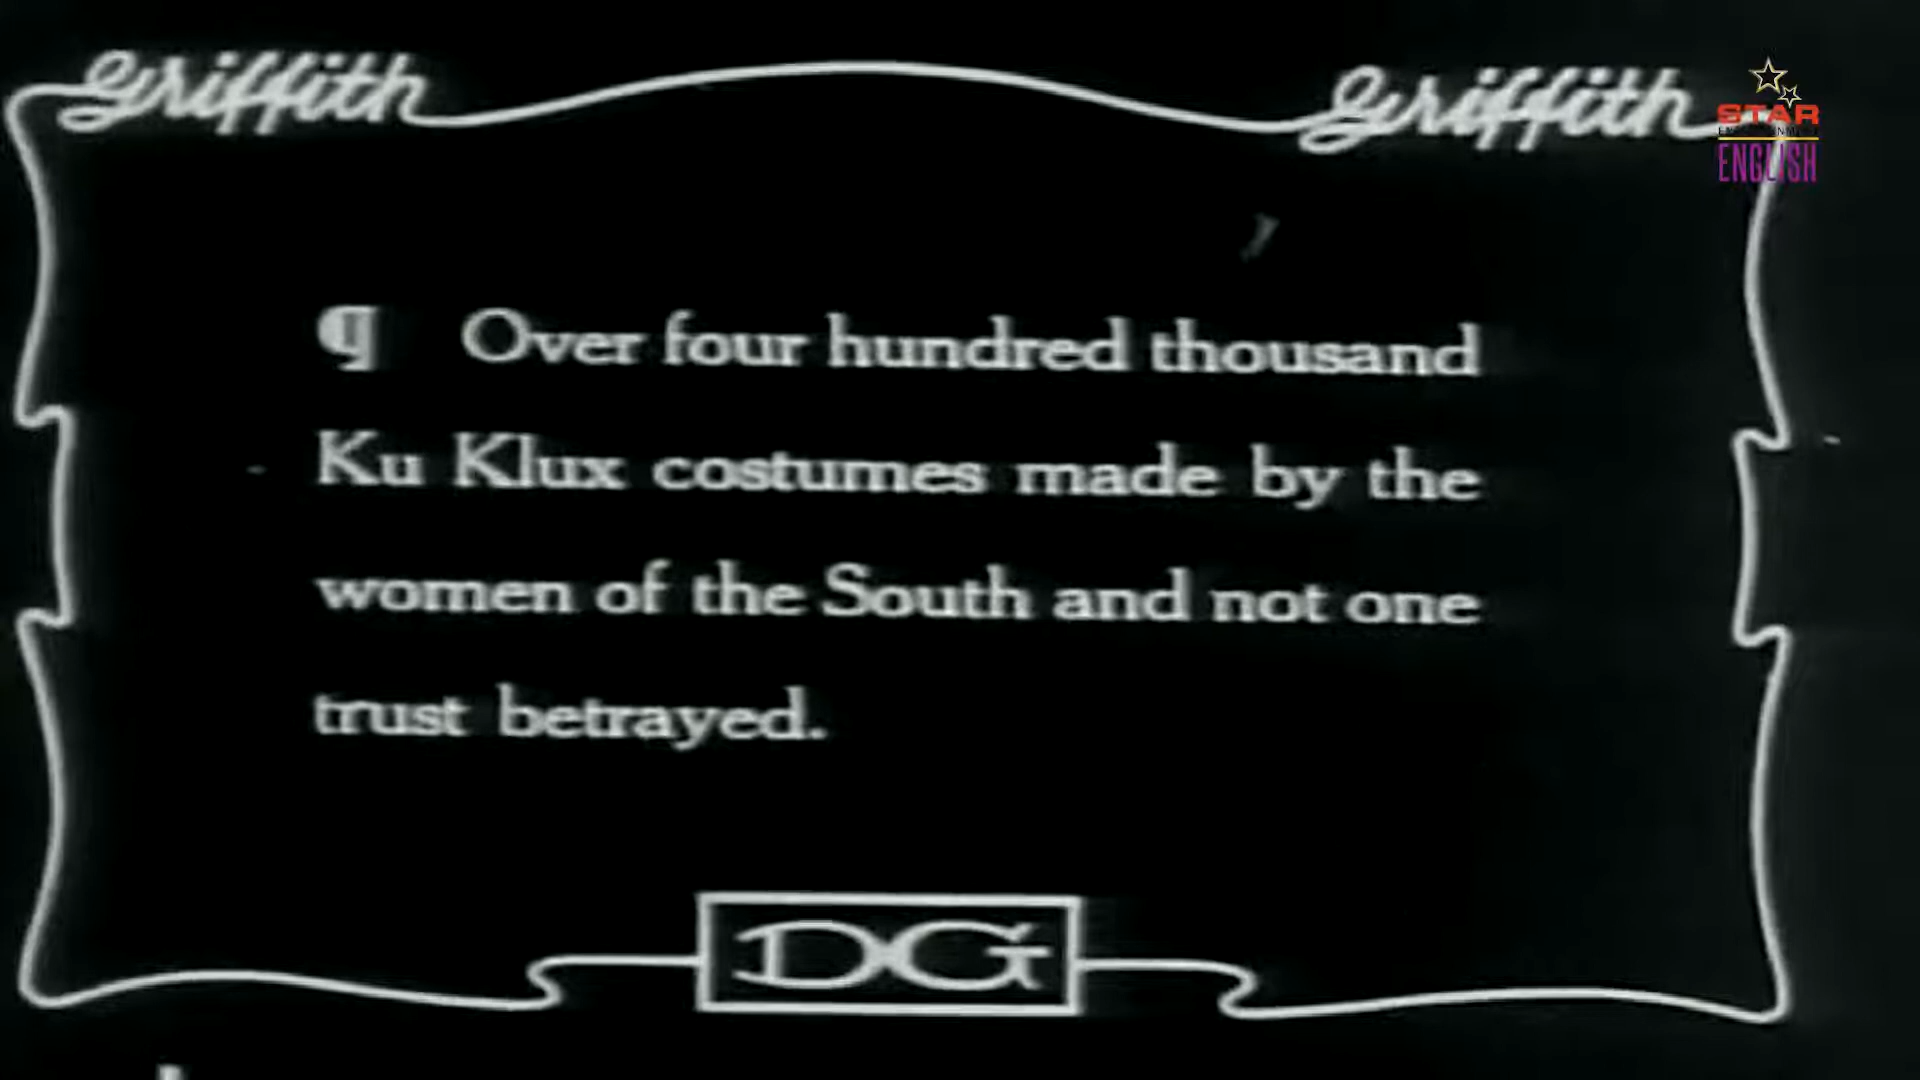 Griffith Griffith
STAR
ENGLISH
¶ Over four hundred thousand
Ku Klux costumes made by the
women of the South and not one
trust betrayed.
DG